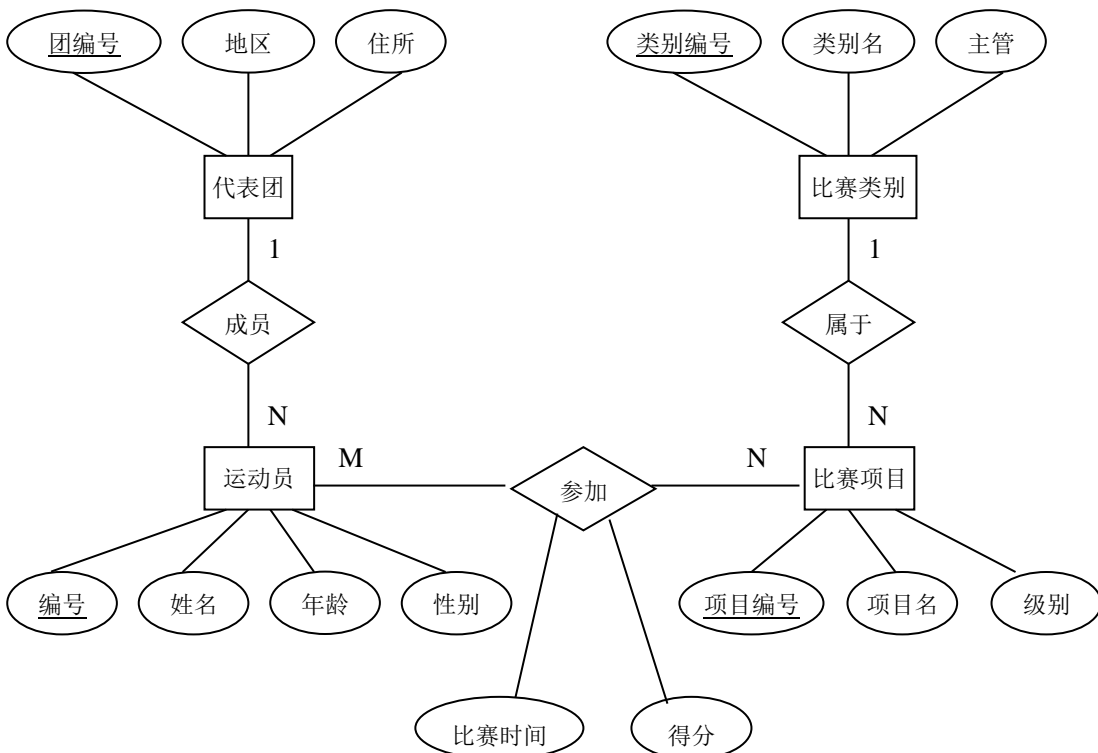 团编号 地区 住所 类别编号 类别名 主管
代表团 比赛类别
1 1
成员 属于
N N
运动员 M 参加 N 比赛项目
编号 姓名 年龄 性别 项目编号 项目名 级别
比赛时间 得分